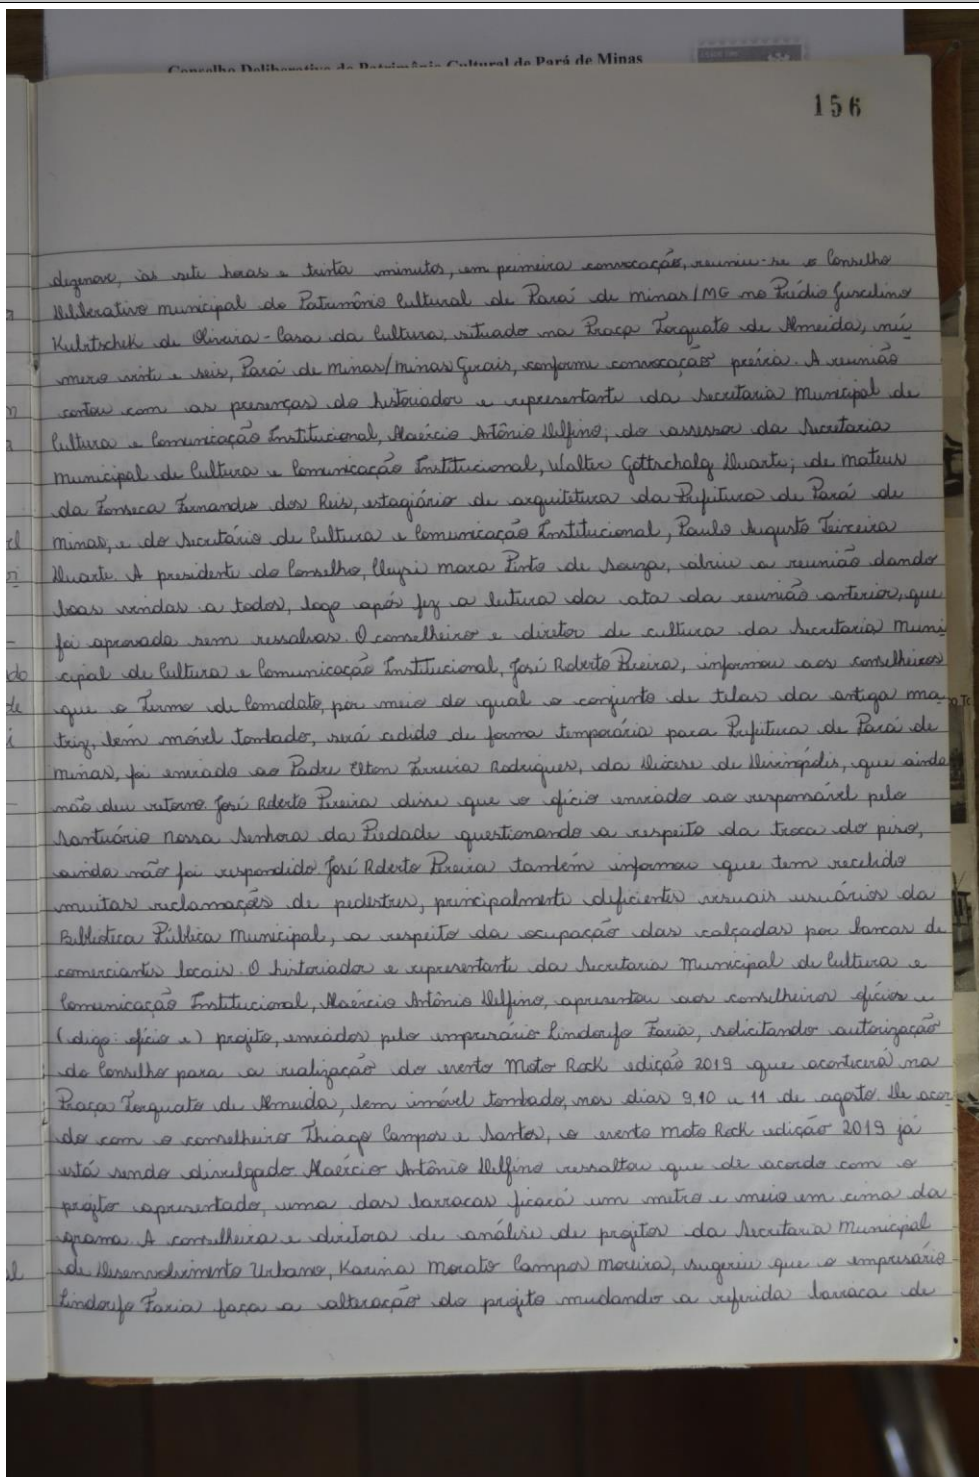 Conselho Deliberativo do Patrimônio Cultural de Pará de Minas
156
dezenove, às sete horas e trinta minutos, em primeira convocação, reuniu-se o Conselho
Deliberativo Municipal do Patrimônio Cultural de Pará de Minas/MG no Prédio Juscelino
Kubitschek de Oliveira - Casa da Cultura, situado na Praça Torquato de Almeida, nú
mero vinte e seis, Pará de Minas/Minas Gerais, conforme convocação prévia. A reunião
contou com as presenças do historiador e representante da Secretaria Municipal de
Cultura e Comunicação Institucional, Alaércio Antônio Delfino; do assessor da Secretaria
Municipal de Cultura e Comunicação Institucional, Walter Gottschalg Duarte; de Mateus
da Fonseca Fernandes dos Reis, estagiário de arquitetura da Prefeitura de Pará de
Minas, e do Secretário de Cultura e Comunicação Institucional, Paulo Augusto Teixeira
Duarte. A presidente do Conselho, Cleysi Mara Pinto de Souza, abriu a reunião dando
boas vindas a todos, logo após fez a leitura da ata da reunião anterior, que
foi aprovada sem ressalvas. O conselheiro e diretor de cultura da Secretaria Muni
cipal de Cultura e Comunicação Institucional, José Roberto Pereira, informou aos conselheiros
que o Termo de Comodato, por meio do qual o conjunto de telas da antiga ma
triz, bem móvel tombado, será cedido de forma temporária para Prefeitura de Pará de
Minas, foi enviado ao Padre Elton Ferreira Rodrigues, da Diocese de Divinópolis, que ainda
não deu retorno. José Roberto Pereira disse que o ofício enviado ao responsável pelo
Santuário Nossa Senhora da Piedade questionando a respeito da troca do piso,
ainda não foi respondido. José Roberto Pereira também informou que tem recebido
muitas reclamações de pedestres, principalmente deficientes visuais usuários da
Biblioteca Pública Municipal, a respeito da ocupação das calçadas por bancas de
comerciantes locais. O historiador e representante da Secretaria Municipal de Cultura e
Comunicação Institucional, Alaércio Antônio Delfino, apresentou aos conselheiros ofícios e
(digo: ofício e) projeto, enviados pelo empresário Lindorfo Faria, solicitando autorização
do Conselho para a realização do evento Moto Rock edição 2019 que acontecerá na
Praça Torquato de Almeida, bem imóvel tombado, nos dias 9, 10 e 11 de agosto. De acor
do com o conselheiro Thiago Campos e Santos, o evento Moto Rock edição 2019 já
está sendo divulgado. Alaércio Antônio Delfino ressaltou que de acordo com o
projeto apresentado, uma das barracas ficará um metro e meio em cima da
grama. A conselheira e diretora de análise de projetos da Secretaria Municipal
de Desenvolvimento Urbano, Karina Morato Campos Moreira, sugeriu que o empresário
Lindorfo Faria faça a alteração do projeto mudando a referida barraca de